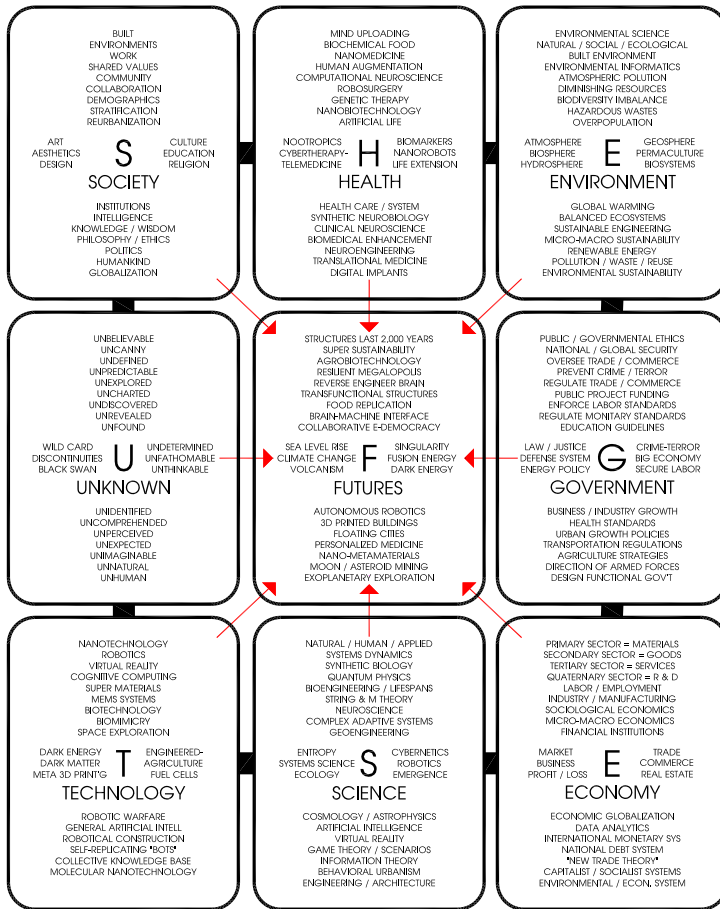 BUILT
ENVIRONMENTS
WORK
SHARED VALUES
COMMUNITY
COLLABORATION
DEMOGRAPHICS
STRATIFICATION
REURBANIZATION
ART
AESTHETICS
DESIGN
S
CULTURE
EDUCATION
RELIGION
SOCIETY
INSTITUTIONS
INTELLIGENCE
KNOWLEDGE / WISDOM
PHILOSOPHY / ETHICS
POLITICS
HUMANKIND
GLOBALIZATION
MIND UPLOADING
BIOCHEMICAL FOOD
NANOMEDICINE
HUMAN AUGMENTATION
COMPUTATIONAL NEUROSCIENCE
ROBOSURGERY
GENETIC THERAPY
NANOBIOTECHNOLOGY
ARTIFICIAL LIFE
NOOTROPICS
CYBERTHERAPY-
TELEMEDICINE
H
BIOMARKERS
NANOROBOTS
LIFE EXTENSION
HEALTH
HEALTH CARE / SYSTEM
SYNTHETIC NEUROBIOLOGY
CLINICAL NEUROSCIENCE
BIOMEDICAL ENHANCEMENT
NEUROENGINEERING
TRANSLATIONAL MEDICINE
DIGITAL IMPLANTS
ENVIRONMENTAL SCIENCE
NATURAL / SOCIAL / ECOLOGICAL
BUILT ENVIRONMENT
ENVIRONMENTAL INFORMATICS
ATMOSPHERIC POLUTION
DIMINISHING RESOURCES
BIODIVERSITY IMBALANCE
HAZARDOUS WASTES
OVERPOPULATION
ATMOSPHERE
BIOSPHERE
HYDROSPHERE
E
GEOSPHERE
PERMACULTURE
BIOSYSTEMS
ENVIRONMENT
GLOBAL WARMING
BALANCED ECOSYSTEMS
SUSTAINABLE ENGINEERING
MICRO-MACRO SUSTAINABILITY
RENEWABLE ENERGY
POLLUTION / WASTE / REUSE
ENVIRONMENTAL SUSTAINABILITY
UNBELIEVABLE
UNCANNY
UNDEFINED
UNPREDICTABLE
UNEXPLORED
UNCHARTED
UNDISCOVERED
UNREVEALED
UNFOUND
WILD CARD
DISCONTINUITIES
BLACK SWAN
U
UNDETERMINED
UNFATHOMABLE
UNTHINKABLE
UNKNOWN
UNIDENTIFIED
UNCOMPREHENDED
UNPERCEIVED
UNEXPECTED
UNIMAGINABLE
UNNATURAL
UNHUMAN
STRUCTURES LAST 2,000 YEARS
SUPER SUSTAINABILITY
AGROBIOTECHNOLOGY
RESILIENT MEGALOPOLIS
REVERSE ENGINEER BRAIN
TRANSFUNCTIONAL STRUCTURES
FOOD REPLICATION
BRAIN-MACHINE INTERFACE
COLLABORATIVE E-DEMOCRACY
SEA LEVEL RISE
CLIMATE CHANGE
VOLCANISM
F
SINGULARITY
FUSION ENERGY
DARK ENERGY
FUTURES
AUTONOMOUS ROBOTICS
3D PRINTED BUILDINGS
FLOATING CITIES
PERSONALIZED MEDICINE
NANO-METAMATERIALS
MOON / ASTEROID MINING
EXOPLANETARY EXPLORATION
PUBLIC / GOVERNMENTAL ETHICS
NATIONAL / GLOBAL SECURITY
OVERSEE TRADE / COMMERCE
PREVENT CRIME / TERROR
REGULATE TRADE / COMMERCE
PUBLIC PROJECT FUNDING
ENFORCE LABOR STANDARDS
REGULATE MONITARY STANDARDS
EDUCATION GUIDELINES
LAW / JUSTICE
DEFENSE SYSTEM
ENERGY POLICY
G
CRIME-TERROR
BIG ECONOMY
SECURE LABOR
GOVERNMENT
BUSINESS / INDUSTRY GROWTH
HEALTH STANDARDS
URBAN GROWTH POLICIES
TRANSPORTATION REGULATIONS
AGRICULTURE STRATEGIES
DIRECTION OF ARMED FORCES
DESIGN FUNCTIONAL GOV'T
NANOTECHNOLOGY
ROBOTICS
VIRTUAL REALITY
COGNITIVE COMPUTING
SUPER MATERIALS
MEMS SYSTEMS
BIOTECHNOLOGY
BIOMIMICRY
SPACE EXPLORATION
DARK ENERGY
DARK MATTER
META 3D PRINT'G
T
ENGINEERED-
AGRICULTURE
FUEL CELLS
TECHNOLOGY
ROBOTIC WARFARE
GENERAL ARTIFICIAL INTELL
ROBOTICAL CONSTRUCTION
SELF-REPLICATING "BOTS"
COLLECTIVE KNOWLEDGE BASE
MOLECULAR NANOTECHNOLOGY
NATURAL / HUMAN / APPLIED
SYSTEMS DYNAMICS
SYNTHETIC BIOLOGY
QUANTUM PHYSICS
BIOENGINEERING / LIFESPANS
STRING & M THEORY
NEUROSCIENCE
COMPLEX ADAPTIVE SYSTEMS
GEOENGINEERING
ENTROPY
SYSTEMS SCIENCE
ECOLOGY
S
CYBERNETICS
ROBOTICS
EMERGENCE
SCIENCE
COSMOLOGY / ASTROPHYSICS
ARTIFICIAL INTELLIGENCE
VIRTUAL REALITY
GAME THEORY / SCENARIOS
INFORMATION THEORY
BEHAVIORAL URBANISM
ENGINEERING / ARCHITECTURE
PRIMARY SECTOR = MATERIALS
SECONDARY SECTOR = GOODS
TERTIARY SECTOR = SERVICES
QUATERNARY SECTOR = R & D
LABOR / EMPLOYMENT
INDUSTRY / MANUFACTURING
SOCIOLOGICAL ECONOMICS
MICRO-MACRO ECONOMICS
FINANCIAL INSTITUTIONS
MARKET
BUSINESS
PROFIT / LOSS
E
TRADE
COMMERCE
REAL ESTATE
ECONOMY
ECONOMIC GLOBALIZATION
DATA ANALYTICS
INTERNATIONAL MONETARY SYS
NATIONAL DEBT SYSTEM
"NEW TRADE THEORY"
CAPITALIST / SOCIALIST SYSTEMS
ENVIRONMENTAL / ECON. SYSTEM